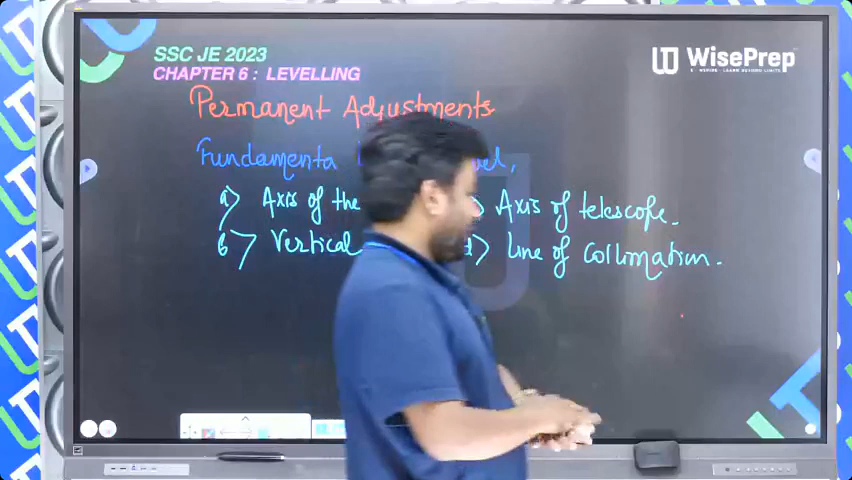 SSC JE 2023
CHAPTER 6 : LEVELLING
WisePrep
Permanent Adjustments
Fundamenta
a) Axis of the
Axis of telescope.
b) Vertical
d) Line of Collimation.